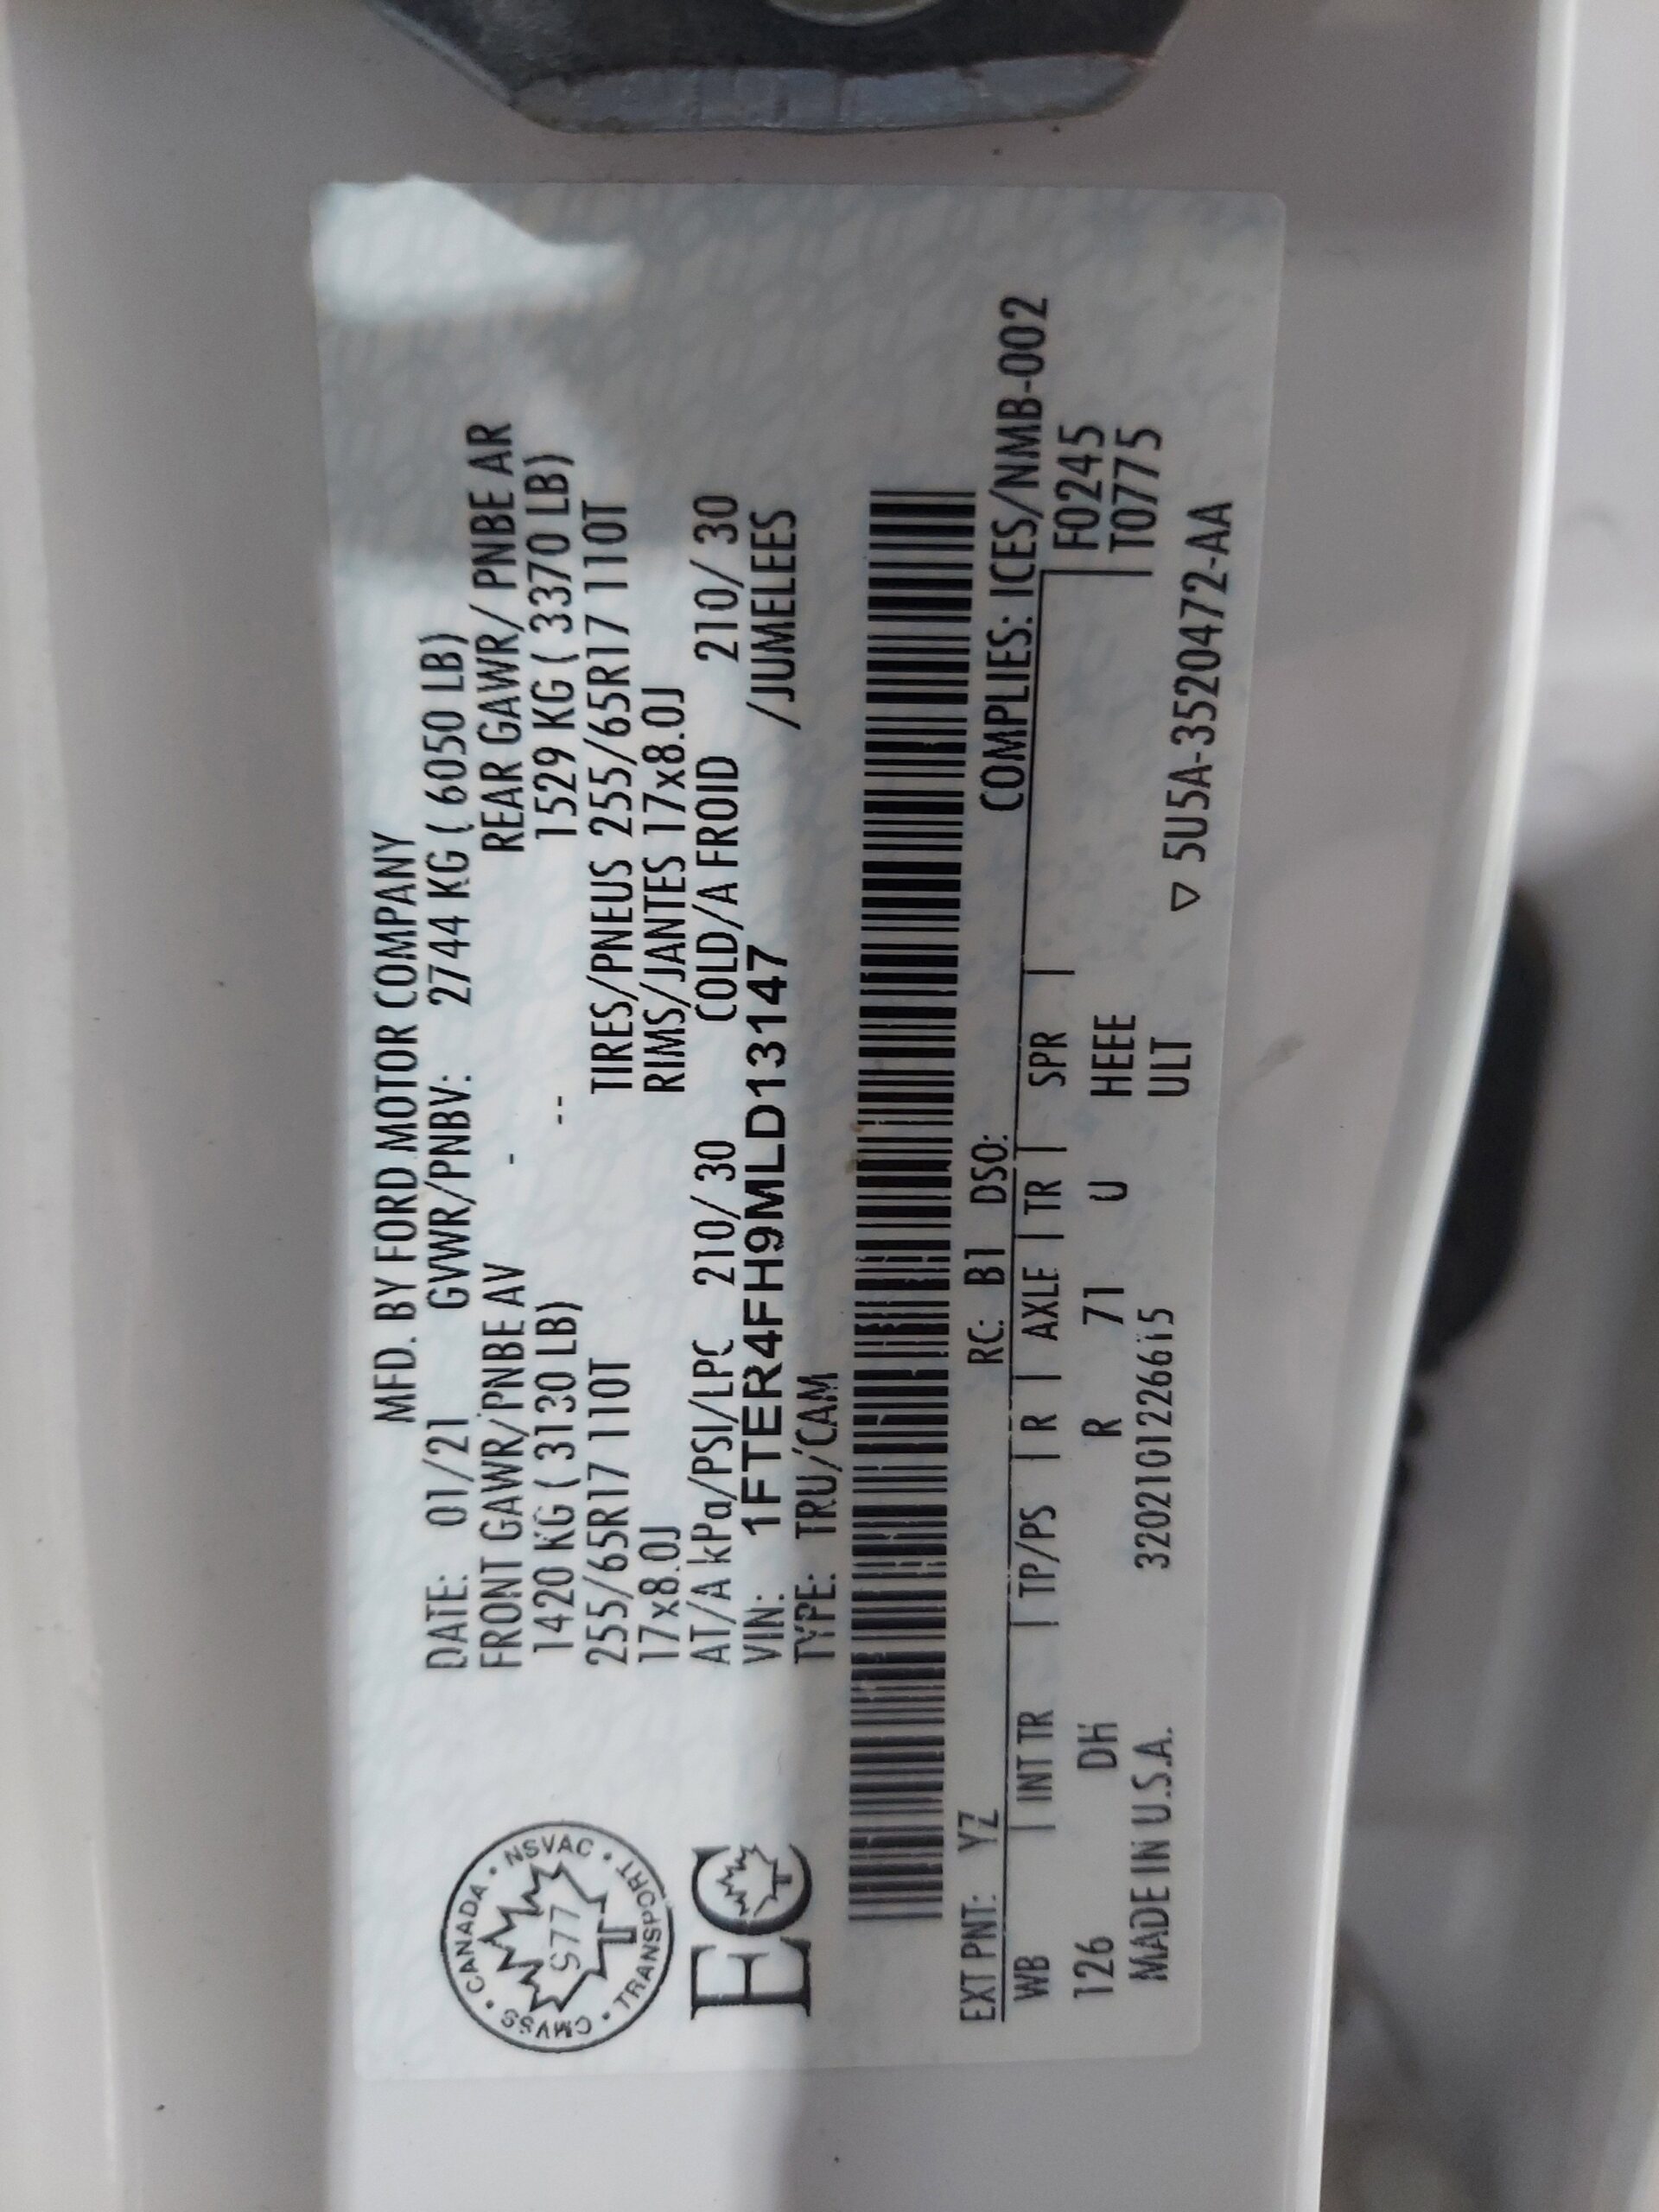 MFD. BY FORD MOTOR COMPANY
DATE: 01/21 GVWR/PNBV: 2744 KG ( 6050 LB)
FRONT GAWR/PNBE AV - REAR GAWR/ PNBE AR
1420 KG ( 3130 LB) -- 1529 KG ( 3370 LB)
255/65R17 110T TIRES/PNEUS 255/65R17 110T
17x8.0J RIMS/JANTES 17x8.0J
AT/A kPa/PSI/LPC 210/ 30 COLD/A FROID 210/ 30
VIN: 1FTER4FH9MLD13147 /JUMELEES
TYPE: TRU/CAM
CANADA • NSVAC • TRANSPORT • CMVSS •
977
EC
EXT PNT: YZ RC: B1 DSO: COMPLIES: ICES/NMB-002
WB | INT TR | TP/PS | R | AXLE | TR | SPR | F0245
126 DH R 71 U HEEE T0775
MADE IN U.S.A. 3202101226615 ULT
▽ 5U5A-3520472-AA